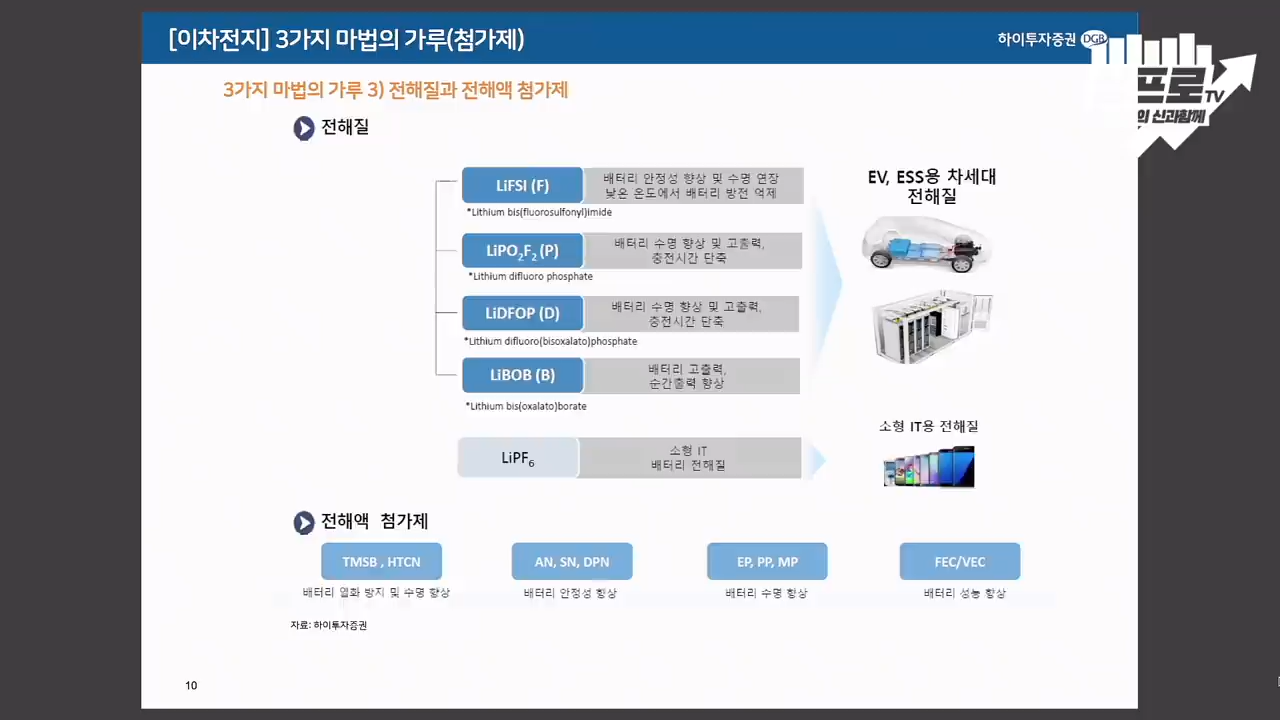 [이차전지] 3가지 마법의 가루(첨가제)
하이투자증권 DGB
프로TV
의 신과함께
3가지 마법의 가루 3) 전해질과 전해액 첨가제
전해질
LiFSI (F)
배터리 안정성 향상 및 수명 연장
낮은 온도에서 배터리 방전 억제
*Lithium bis(fluorosulfonyl)imide
LiPO₂F₂ (P)
배터리 수명 향상 및 고출력,
충전시간 단축
*Lithium difluoro phosphate
LiDFOP (D)
배터리 수명 향상 및 고출력,
충전시간 단축
*Lithium difluoro(bisoxalato)phosphate
LiBOB (B)
배터리 고출력,
순간출력 향상
*Lithium bis(oxalato)borate
EV, ESS용 차세대
전해질
LiPF₆
소형 IT
배터리 전해질
소형 IT용 전해질
전해액 첨가제
TMSB , HTCN
배터리 열화 방지 및 수명 향상
AN, SN, DPN
배터리 안정성 향상
EP, PP, MP
배터리 수명 향상
FEC/VEC
배터리 성능 향상
자료: 하이투자증권
10